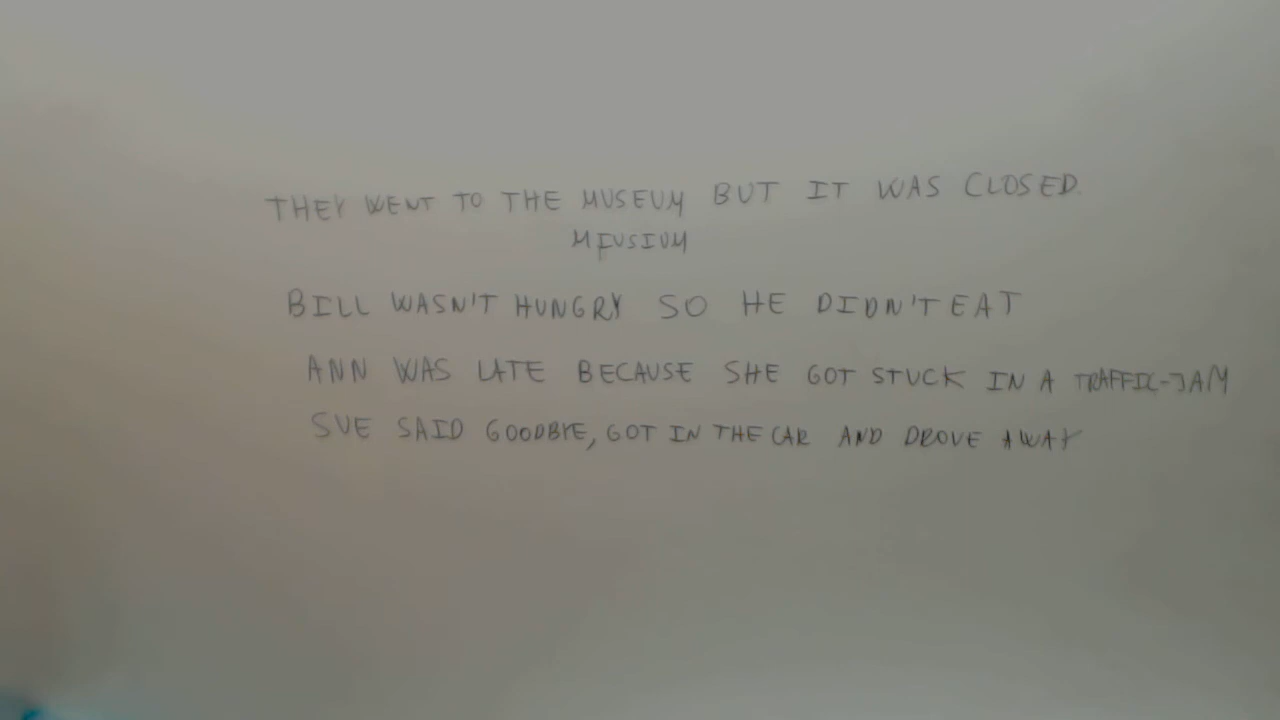 THEY WENT TO THE MUSEUM BUT IT WAS CLOSED.
MIUSIUM
BILL WASN'T HUNGRY SO HE DIDN'T EAT
ANN WAS LATE BECAUSE SHE GOT STUCK IN A TRAFFIC-JAM
SUE SAID GOODBYE, GOT IN THE CAR AND DROVE AWAY